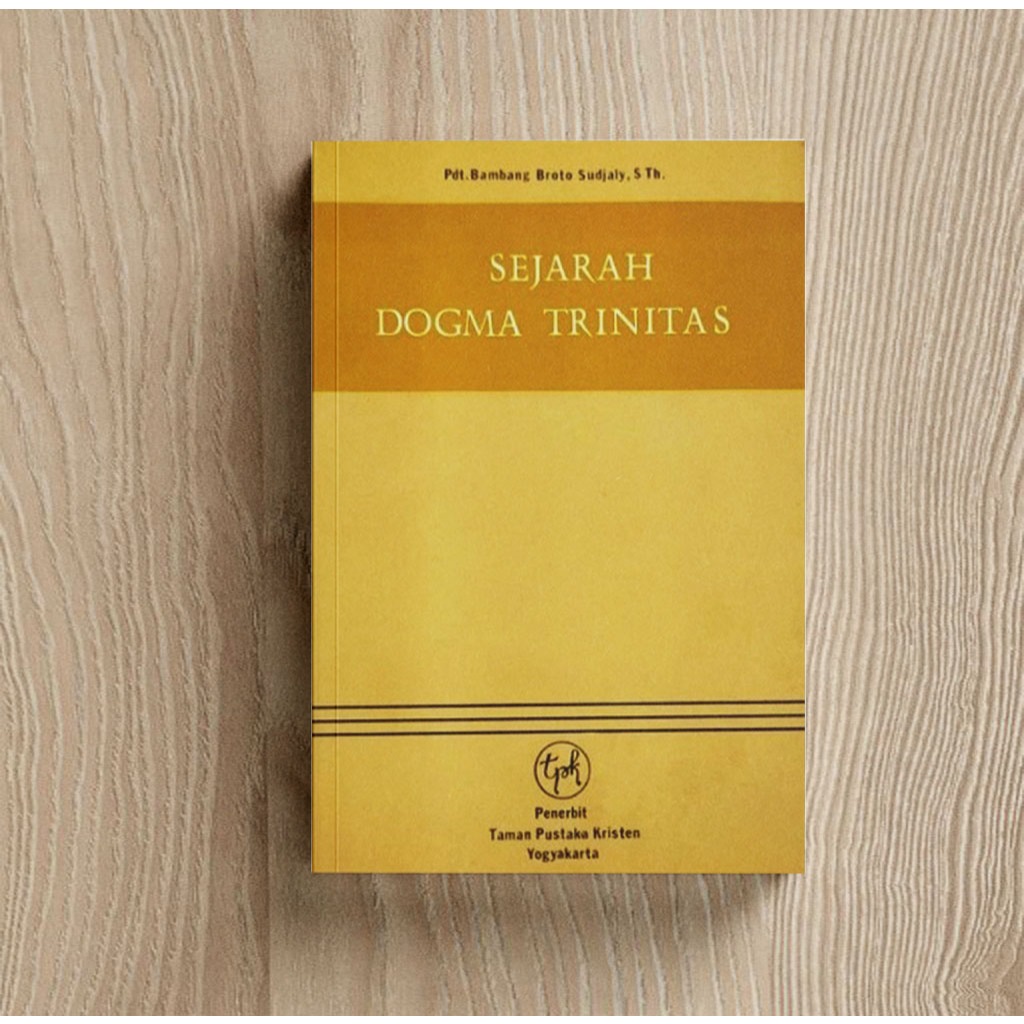 Pdt.Bambang Broto Sudjaly, S Th.
SEJARAH
DOGMA TRINITAS
tpk
Penerbit
Taman Pustaka Kristen
Yogyakarta